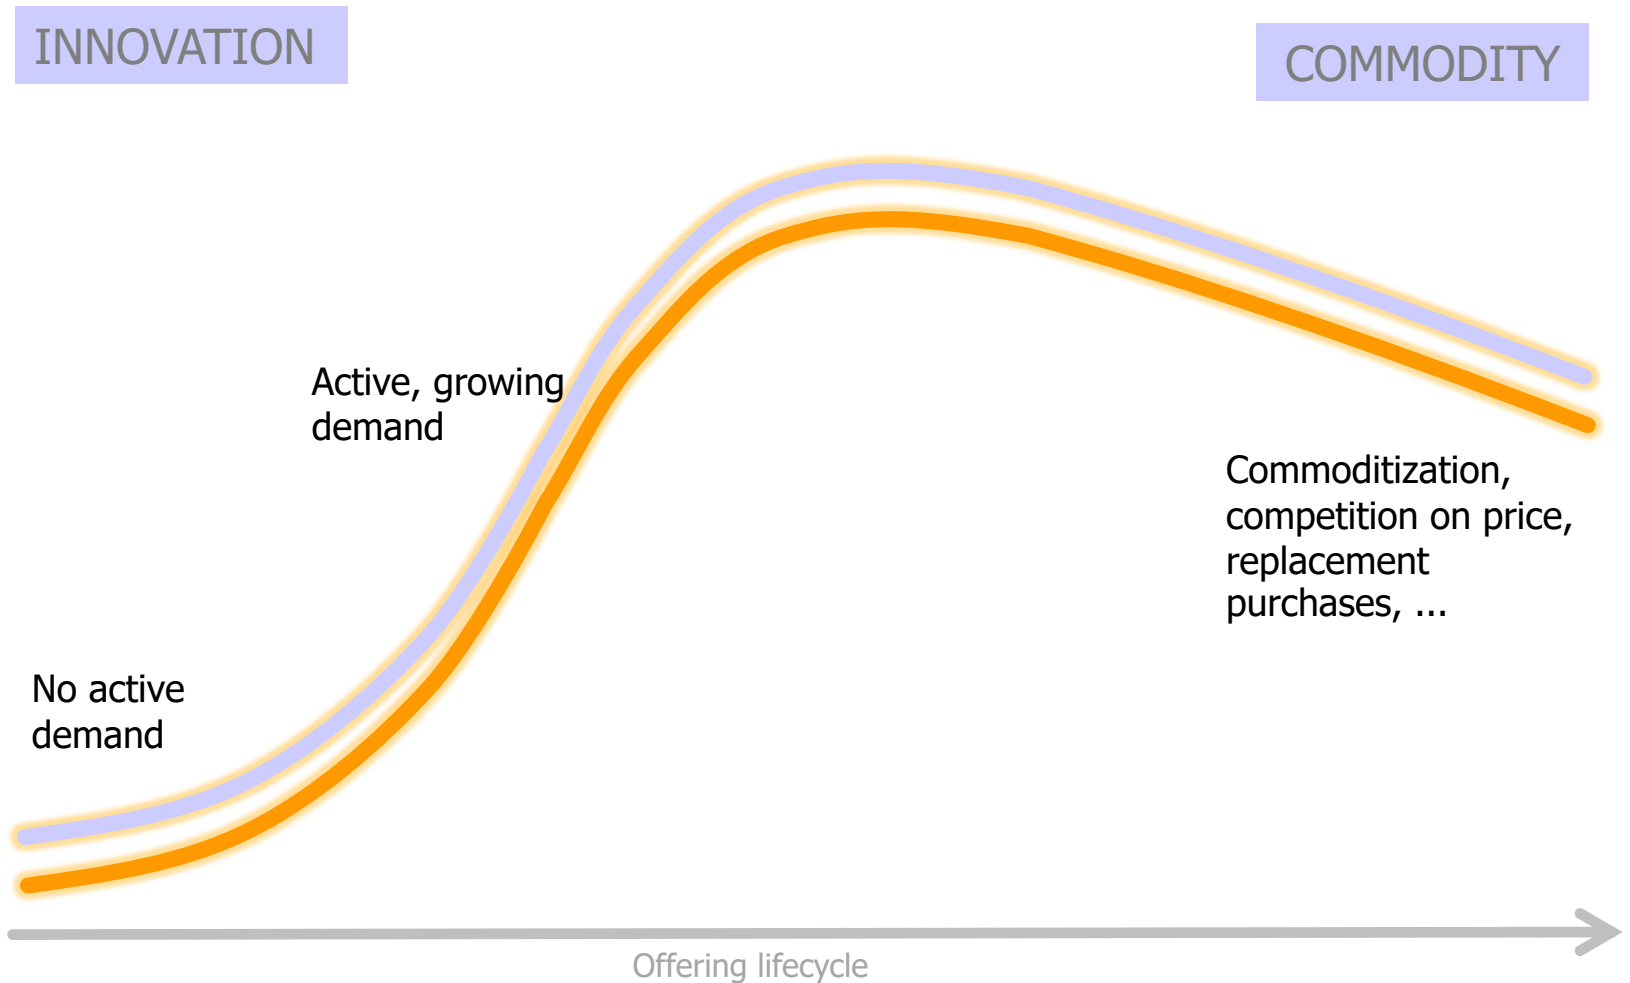 INNOVATION
COMMODITY
Active, growing
demand
Commoditization,
competition on price,
replacement
purchases, ...
No active
demand
Offering lifecycle